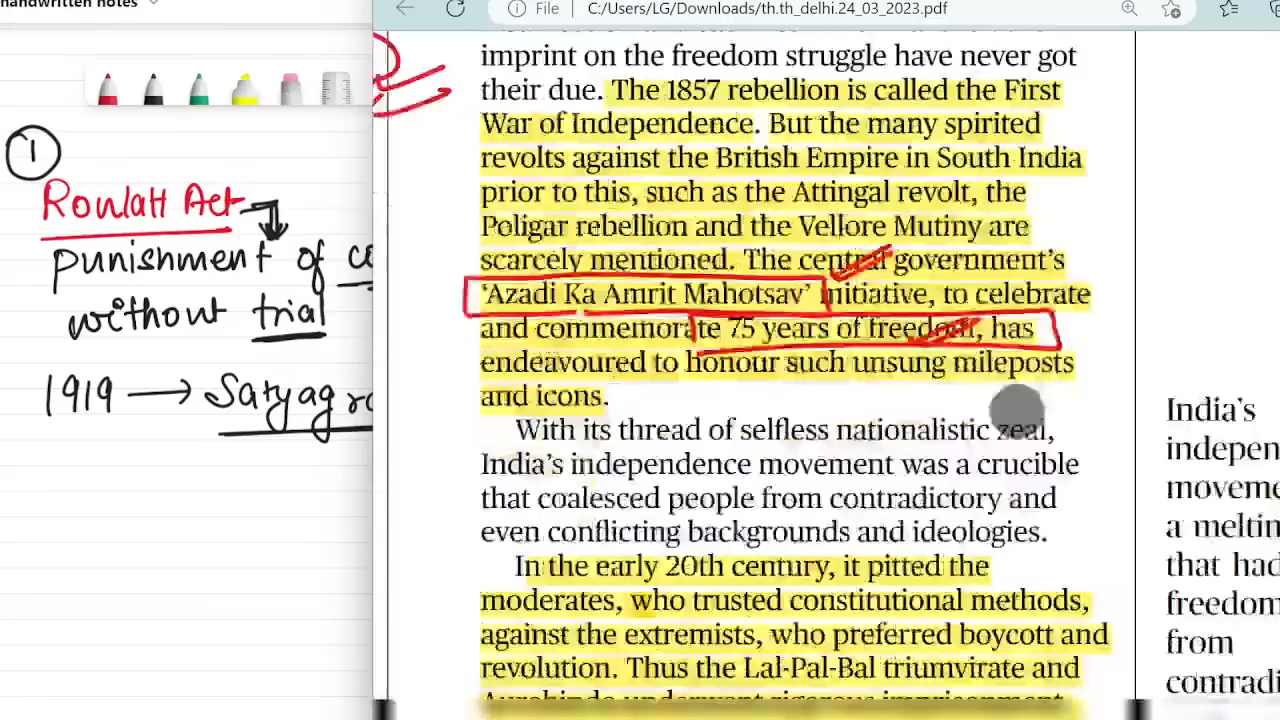 handwritten notes
File
C:/Users/LG/Downloads/th.th_delhi.24_03_2023.pdf
1
Rowlatt Act
punishment of
without trial
1919 → Satyagra
imprint on the freedom struggle have never got
their due. The 1857 rebellion is called the First
War of Independence. But the many spirited
revolts against the British Empire in South India
prior to this, such as the Attingal revolt, the
Poligar rebellion and the Vellore Mutiny are
scarcely mentioned. The central government's
'Azadi Ka Amrit Mahotsav' initiative, to celebrate
and commemorate 75 years of freedom, has
endeavoured to honour such unsung mileposts
and icons.
With its thread of selfless nationalistic zeal,
India's independence movement was a crucible
that coalesced people from contradictory and
even conflicting backgrounds and ideologies.
In the early 20th century, it pitted the
moderates, who trusted constitutional methods,
against the extremists, who preferred boycott and
revolution. Thus the Lal-Pal-Bal triumvirate and
Aurobindo underwent rigorous imprisonment
India's
indepen
moveme
a meltin
that had
freedom
from
contradi